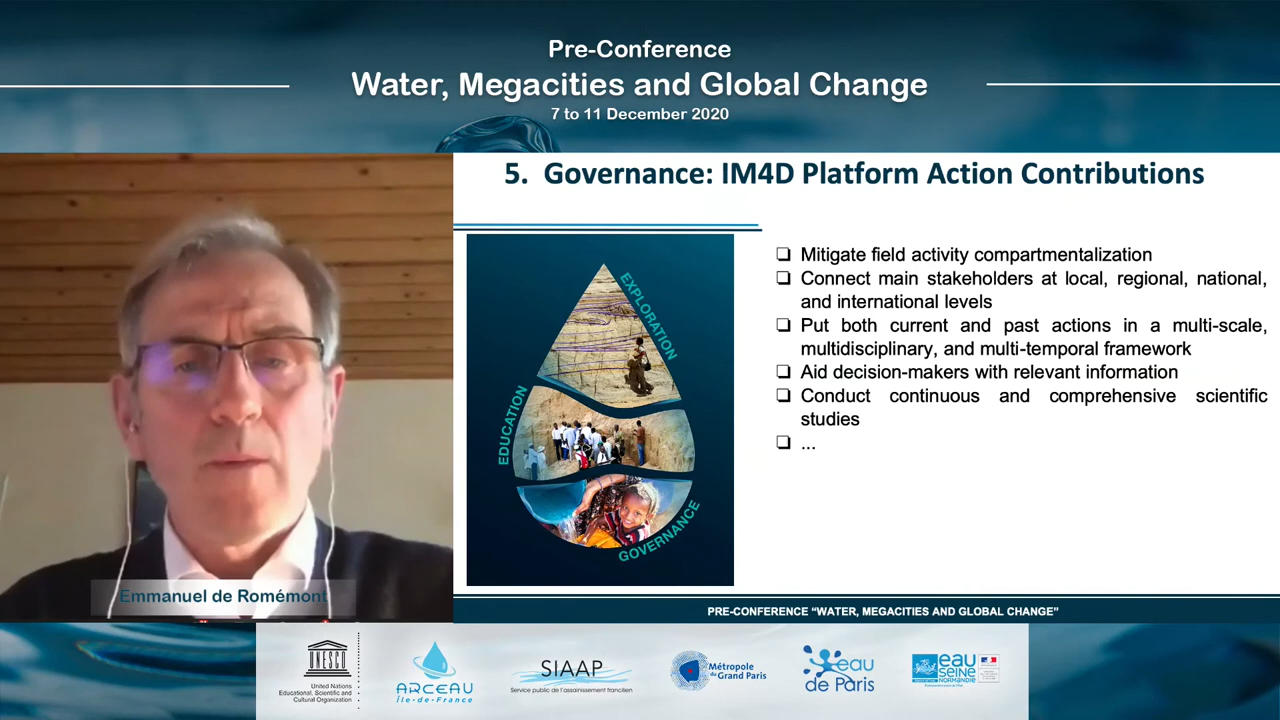 Pre-Conference
Water, Megacities and Global Change
7 to 11 December 2020
5. Governance: IM4D Platform Action Contributions
EXPLORATION
EDUCATION
GOVERNANCE
❑ Mitigate field activity compartmentalization
❑ Connect main stakeholders at local, regional, national,
and international levels
❑ Put both current and past actions in a multi-scale,
multidisciplinary, and multi-temporal framework
❑ Aid decision-makers with relevant information
❑ Conduct continuous and comprehensive scientific
studies
❑ ...
Emmanuel de Romémont
PRE-CONFERENCE “WATER, MEGACITIES AND GLOBAL CHANGE”
UNESCO
United Nations
Educational, Scientific and
Cultural Organization
ARCEAU
Île-de-France
SIAAP
Service public de l'assainissement francilien
Métropole
du Grand Paris
eau
de Paris
eau
SEINE
NORMANDIE